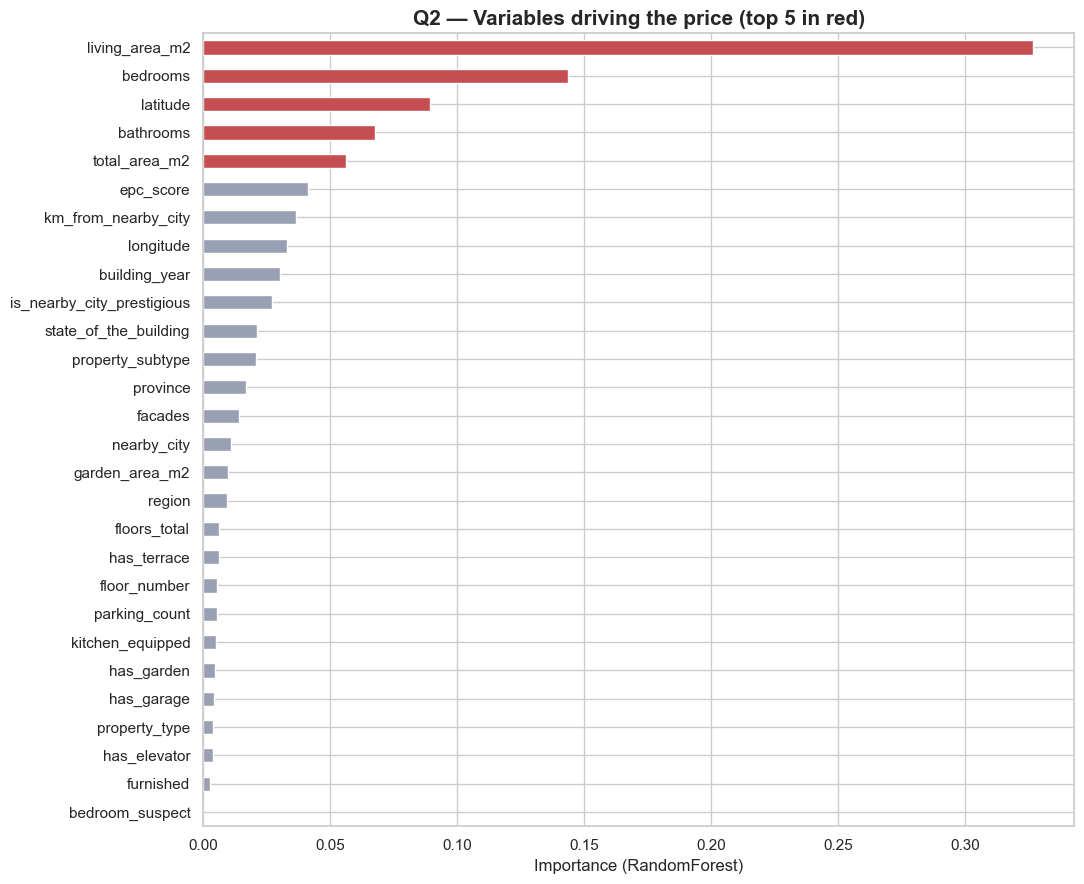 Q2 — Variables driving the price (top 5 in red)
living_area_m2
bedrooms
latitude
bathrooms
total_area_m2
epc_score
km_from_nearby_city
longitude
building_year
is_nearby_city_prestigious
state_of_the_building
property_subtype
province
facades
nearby_city
garden_area_m2
region
floors_total
has_terrace
floor_number
parking_count
kitchen_equipped
has_garden
has_garage
property_type
has_elevator
furnished
bedroom_suspect
0.00 0.05 0.10 0.15 0.20 0.25 0.30
Importance (RandomForest)